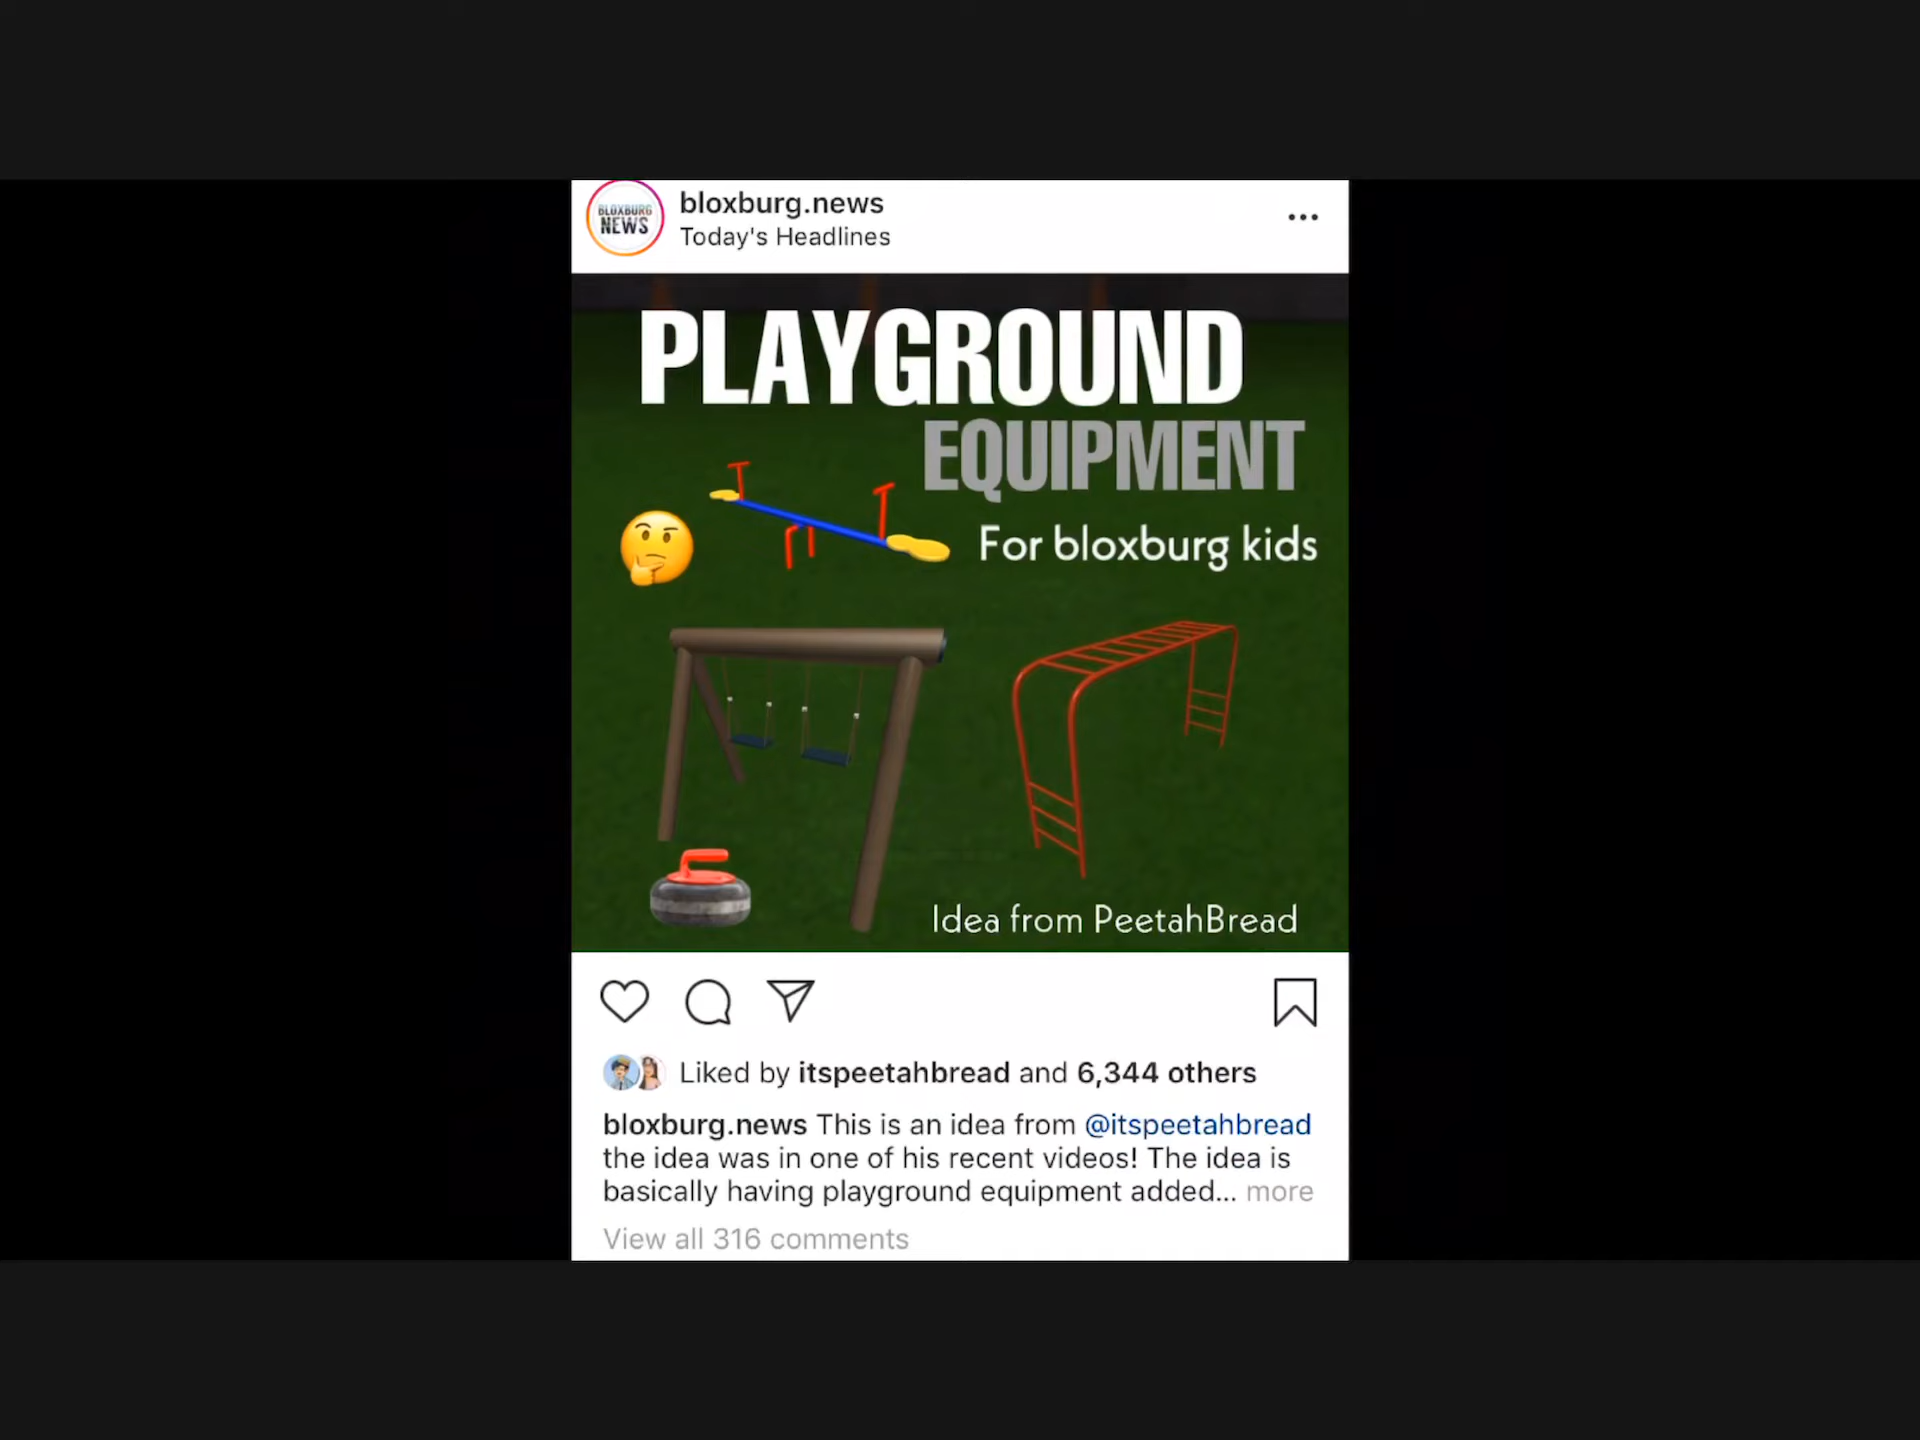 BLOXBURG
NEWS
bloxburg.news
Today's Headlines
PLAYGROUND
EQUIPMENT
For bloxburg kids
Idea from PeetahBread
Liked by itspeetahbread and 6,344 others
bloxburg.news This is an idea from @itspeetahbread
the idea was in one of his recent videos! The idea is
basically having playground equipment added... more
View all 316 comments